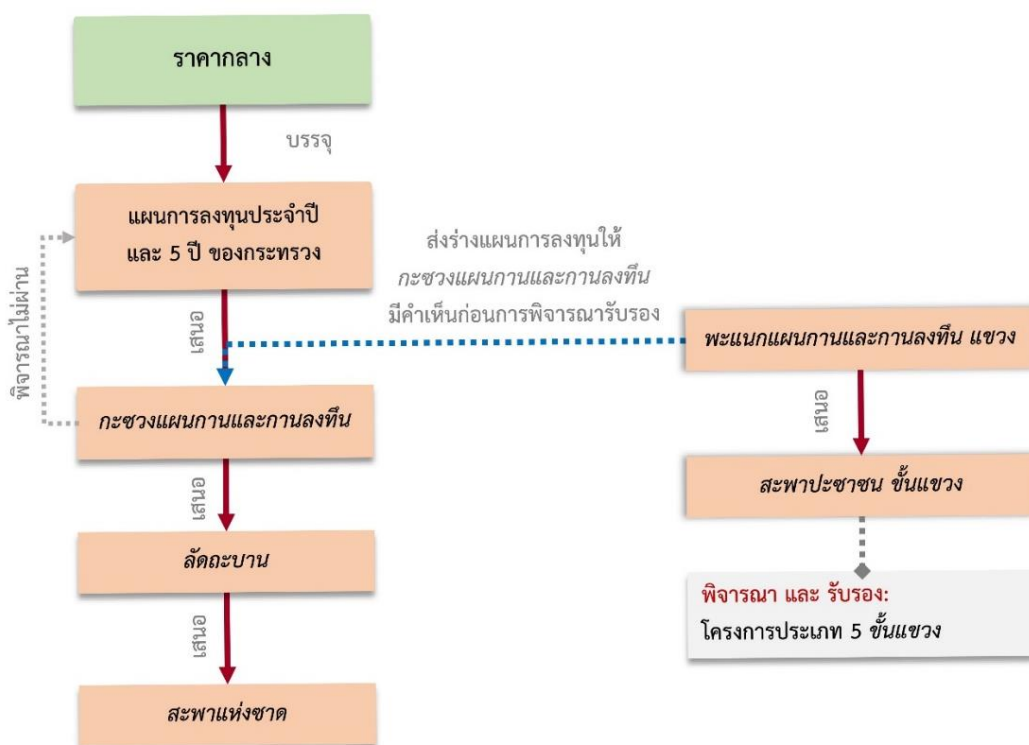 ราคากลาง
บรรจุ
แผนการลงทุนประจำปี
และ 5 ปี ของกระทรวง
พิจารณาไม่ผ่าน
เสนอ
ส่งร่างแผนการลงทุนให้
กะซวงแผนกานและกานลงทึน
มีคำเห็นก่อนการพิจารณารับรอง
พะแนกแผนกานและกานลงทึน แขวง
กะซวงแผนกานและกานลงทึน
เสนอ
เสนอ
สะพาปะซาซน ขั้นแขวง
ลัดถะบาน
พิจารณา และ รับรอง:
โครงการประเภท 5 ขั้นแขวง
เสนอ
สะพาแห่งซาด